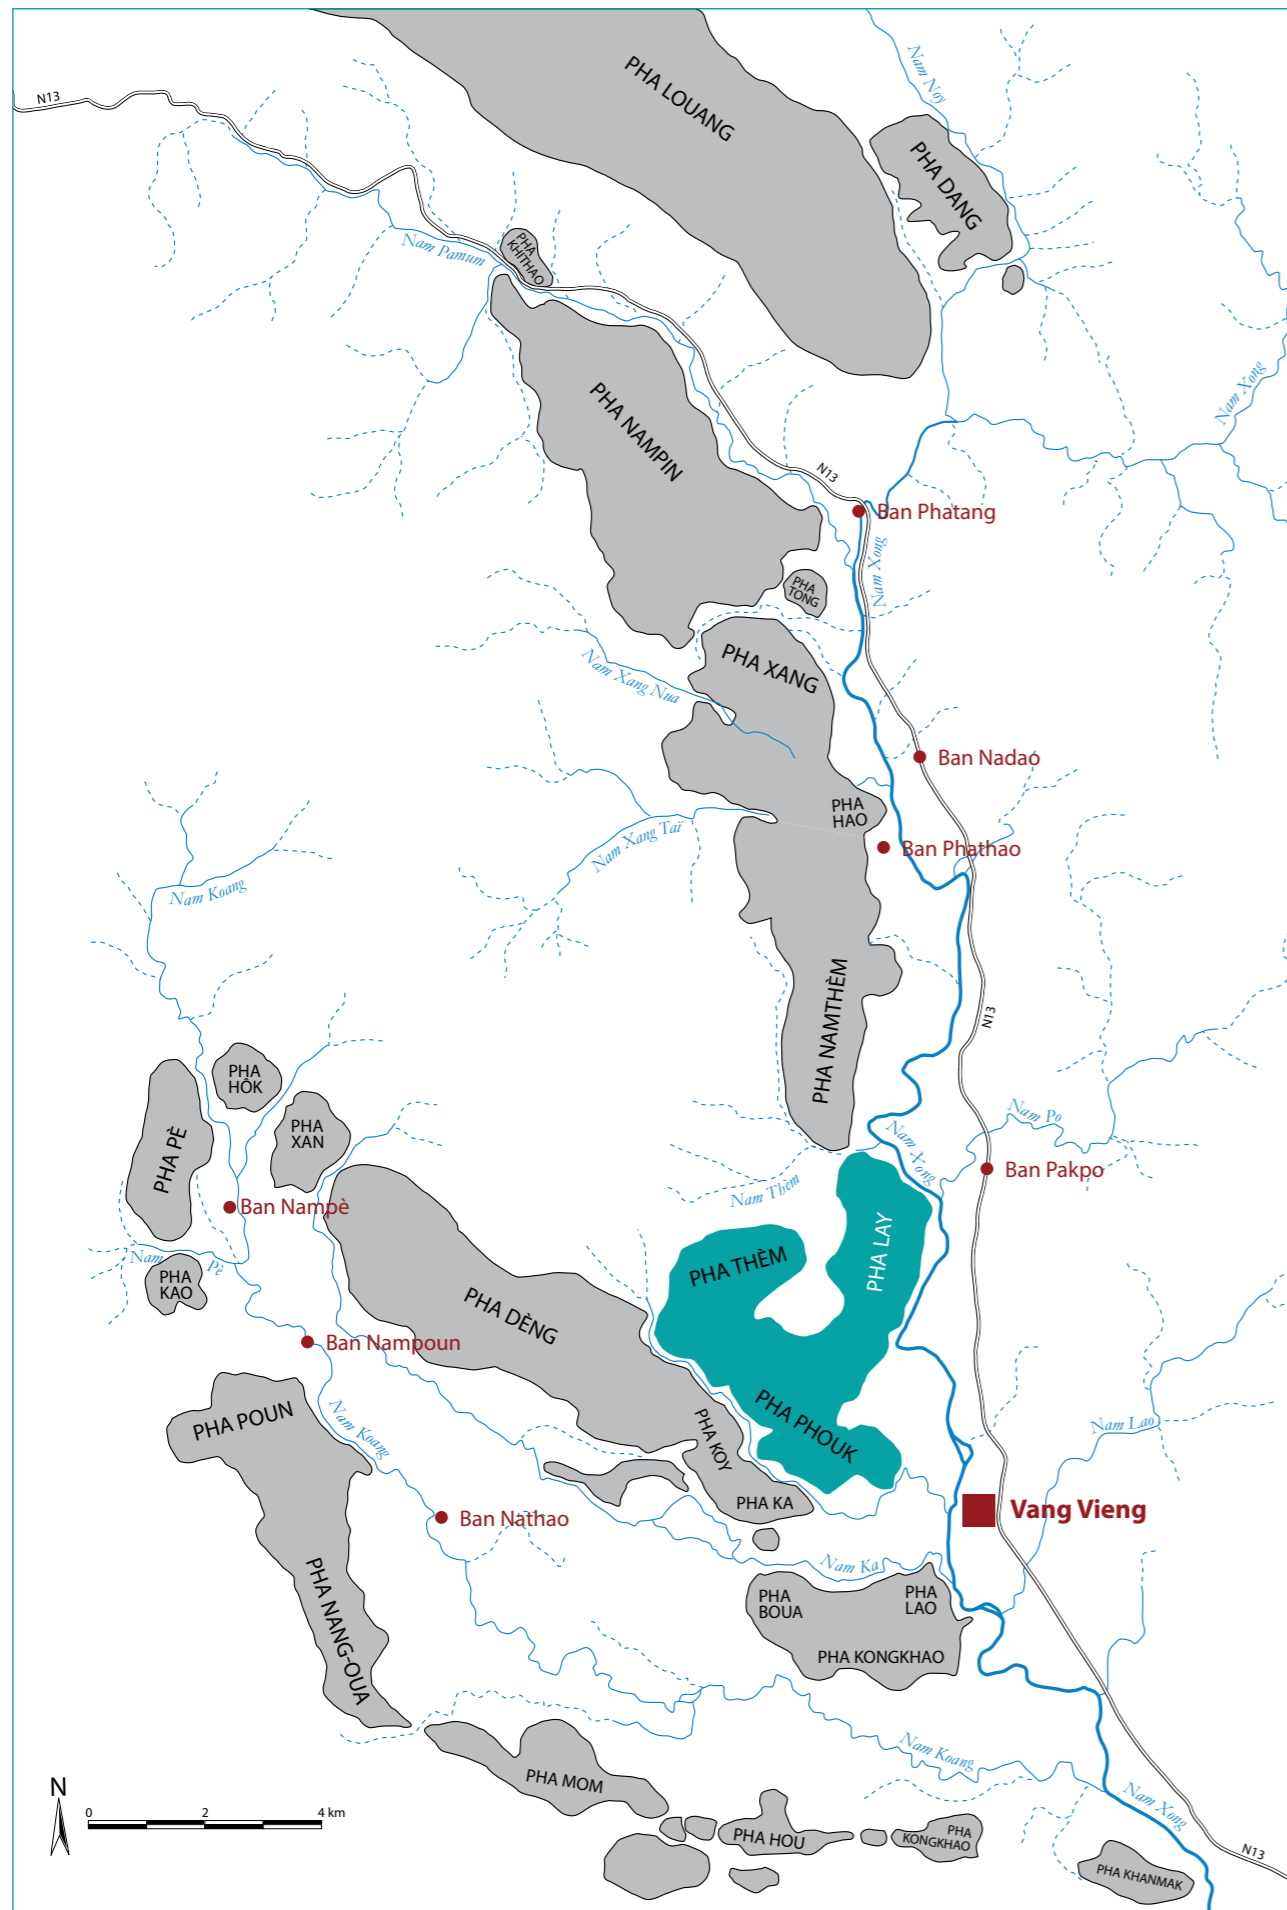 Nam Noy
PHA LOUANG
N13
PHA DANG
Nam Pamum
PHA
KHITHAO
PHA NAMPIN
Nam Xong
N13
Ban Phatang
Nam Xong
PHA
TONG
PHA XANG
Nam Xang Nua
Ban Nadao
PHA
HAO
Nam Xang Taï
Ban Phathao
Nam Koang
PHA NAMTHÈM
N13
PHA
HÔK
PHA
XAN
PHA PÈ
Nam Po
Nam Xong
Ban Pakpo
Nam Thèm
Ban Nampè
PHA LAY
PHA THÈM
Nam Pè
PHA
KAO
PHA DÈNG
Ban Nampoun
PHA POUN
Nam Koang
PHA KOY
PHA PHOUK
Nam Lao
PHA KA
Vang Vieng
Ban Nathao
Nam Ka
PHA NANG-OUA
PHA
BOUA
PHA
LAO
PHA KONGKHAO
Nam Koang
PHA MOM
Nam Xong
N
0 2 4 km
PHA HOU
PHA
KONGKHAO
N13
PHA KHANMAK